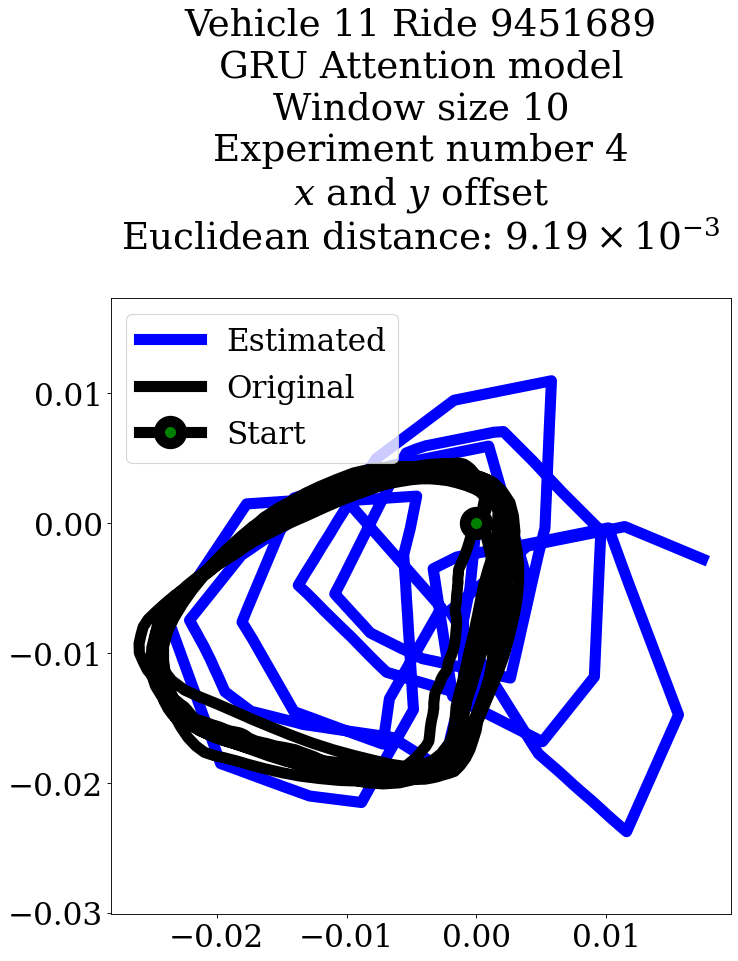 Vehicle 11 Ride 9451689
GRU Attention model
Window size 10
Experiment number 4
x and y offset
Euclidean distance: 9.19 × 10⁻³
Estimated
Original
Start
0.01
0.00
−0.01
−0.02
−0.03
−0.02 −0.01 0.00 0.01